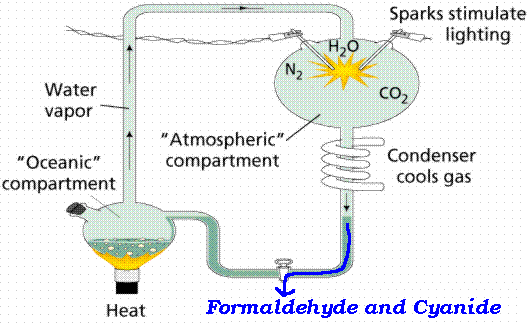 Sparks stimulate
lighting
H₂O
N₂
CO₂
Water
vapor
"Atmospheric"
compartment
Condenser
cools gas
"Oceanic"
compartment
Heat
Formaldehyde and Cyanide